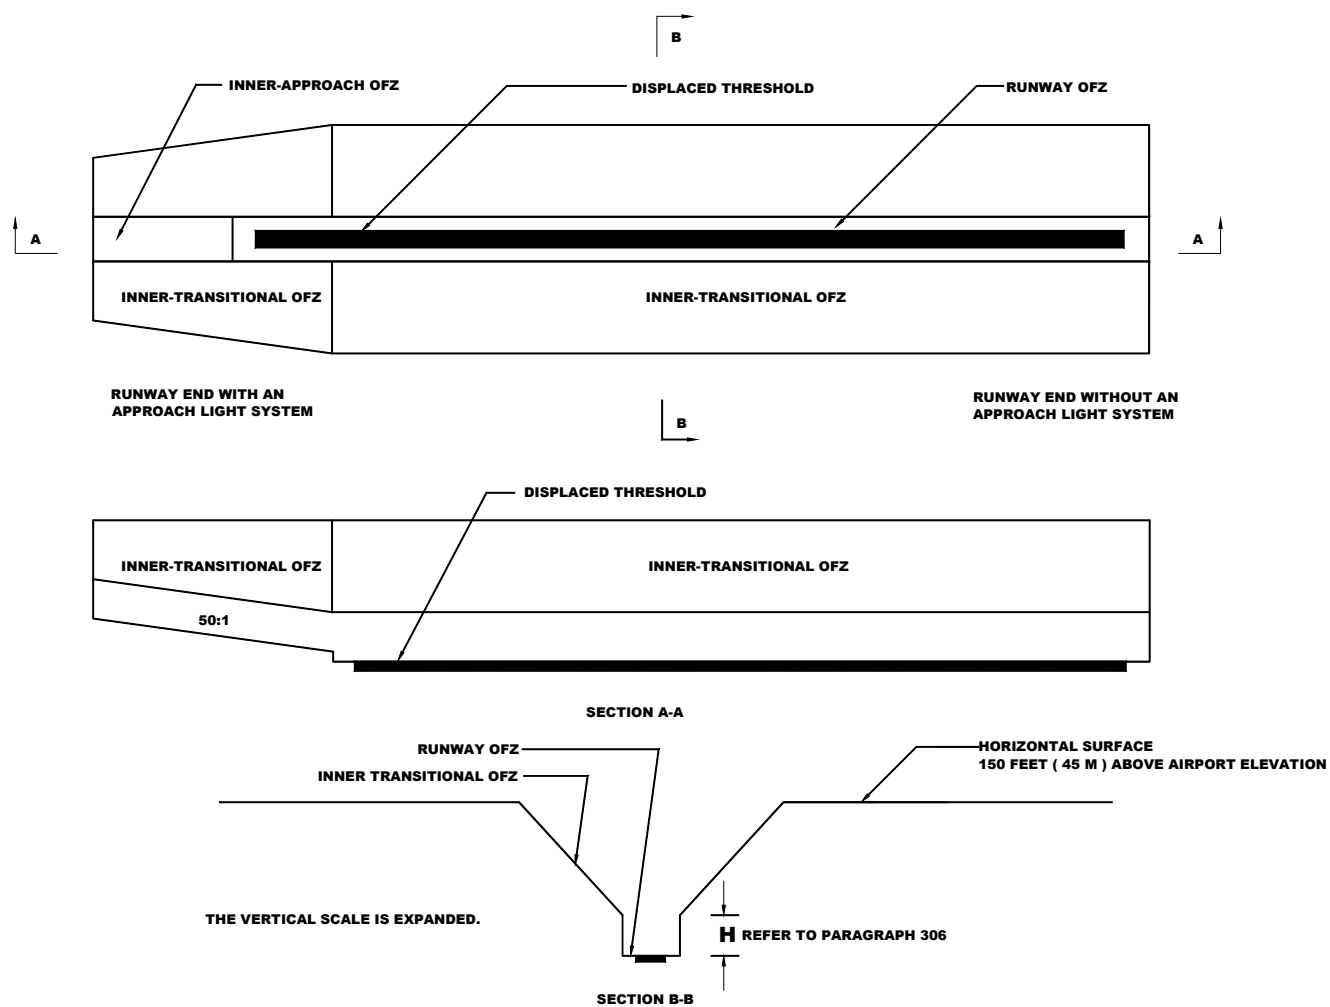 B
INNER-APPROACH OFZ
DISPLACED THRESHOLD
RUNWAY OFZ
A
A
INNER-TRANSITIONAL OFZ
INNER-TRANSITIONAL OFZ
RUNWAY END WITH AN
APPROACH LIGHT SYSTEM
RUNWAY END WITHOUT AN
APPROACH LIGHT SYSTEM
B
DISPLACED THRESHOLD
INNER-TRANSITIONAL OFZ
INNER-TRANSITIONAL OFZ
50:1
SECTION A-A
RUNWAY OFZ
INNER TRANSITIONAL OFZ
HORIZONTAL SURFACE
150 FEET ( 45 M ) ABOVE AIRPORT ELEVATION
THE VERTICAL SCALE IS EXPANDED.
H REFER TO PARAGRAPH 306
SECTION B-B